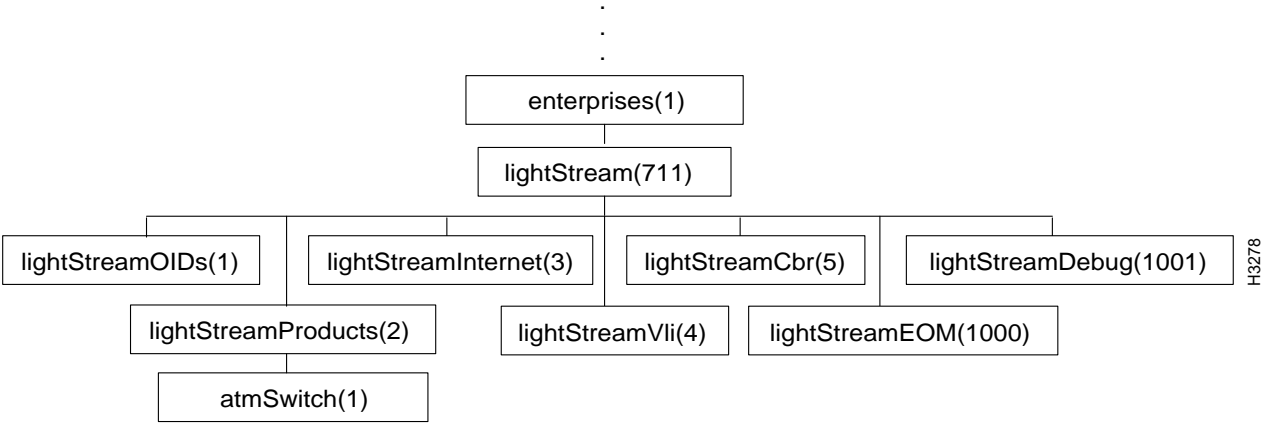 .
.
.
enterprises(1)
lightStream(711)
lightStreamOIDs(1)
lightStreamInternet(3)
lightStreamCbr(5)
lightStreamDebug(1001)
lightStreamProducts(2)
lightStreamVli(4)
lightStreamEOM(1000)
atmSwitch(1)
H3278